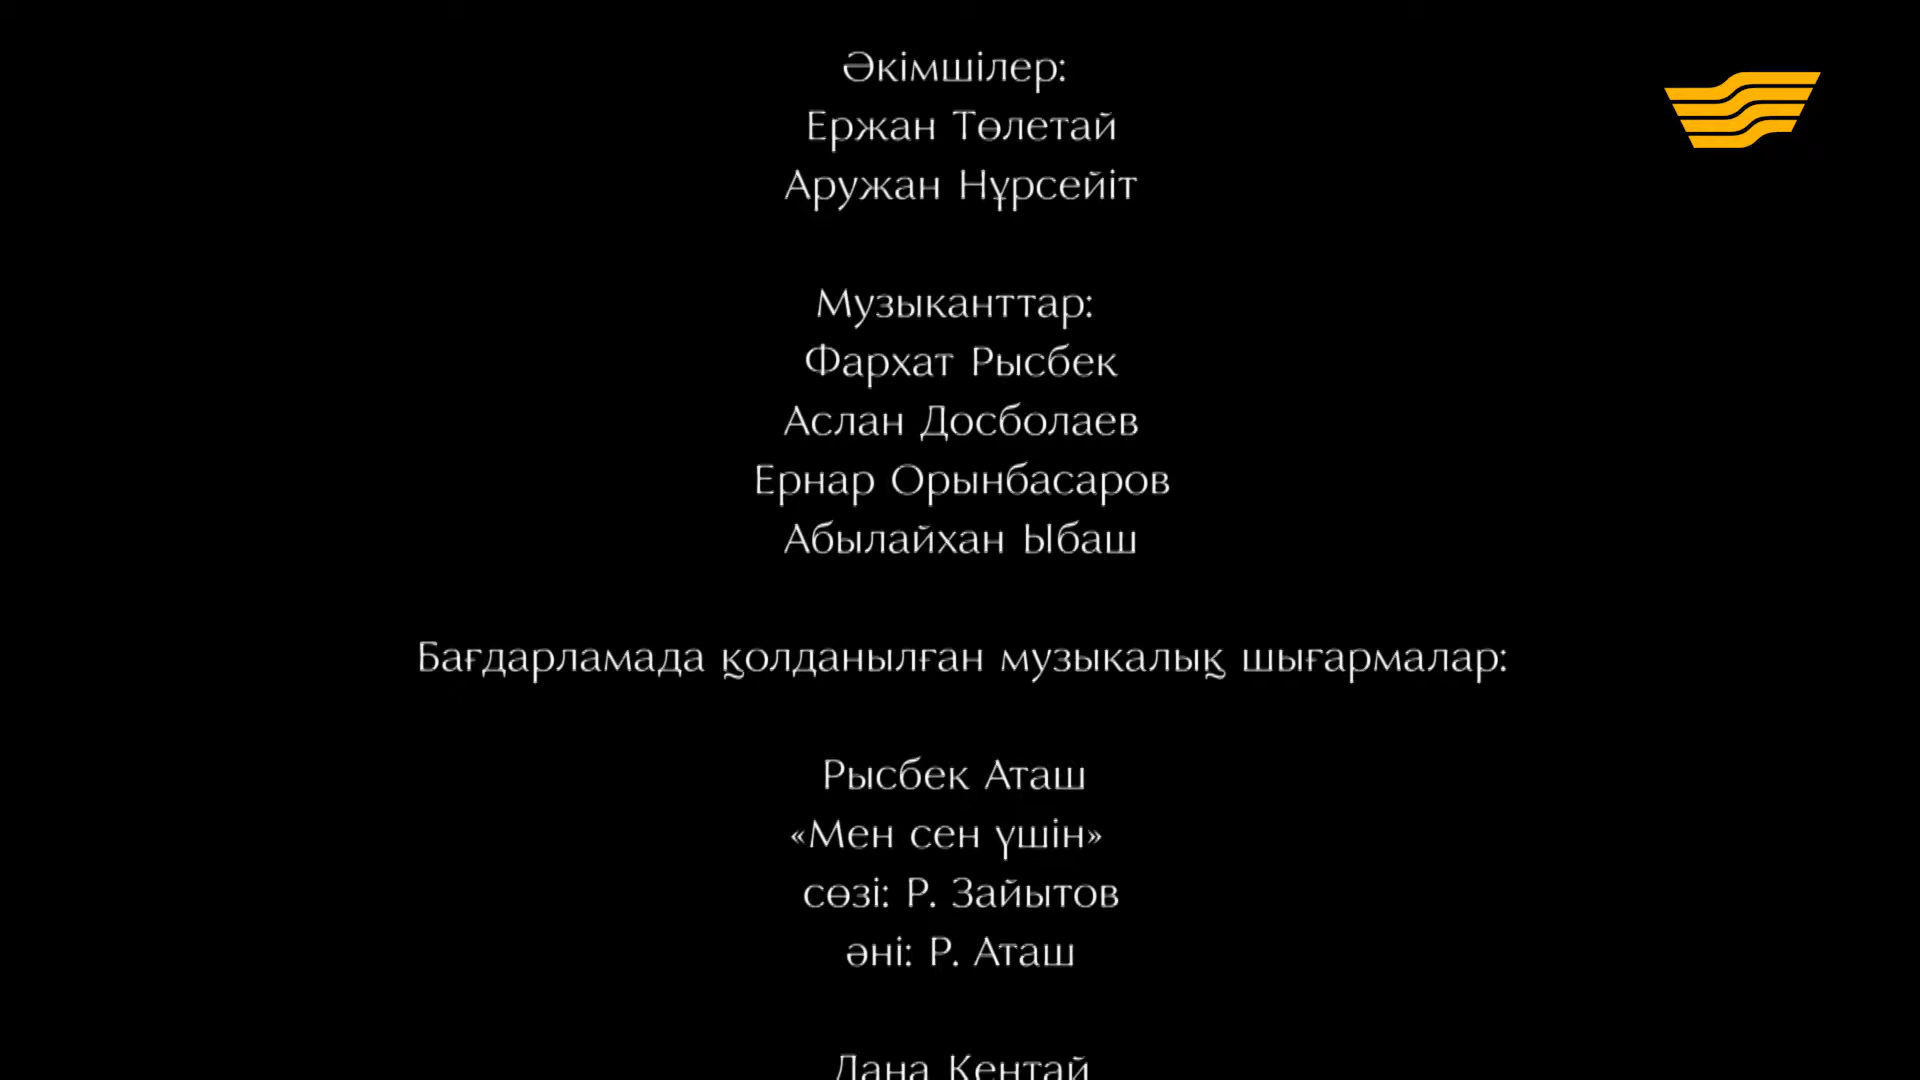 Әкімшілер:
Ержан Төлетай
Аружан Нұрсейіт
Музыканттар:
Фархат Рысбек
Аслан Досболаев
Ернар Орынбасаров
Абылайхан Ыбаш
Бағдарламада қолданылған музыкалық шығармалар:
Рысбек Аташ
«Мен сен үшін»
сөзі: Р. Зайытов
әні: Р. Аташ
Дана Кентай